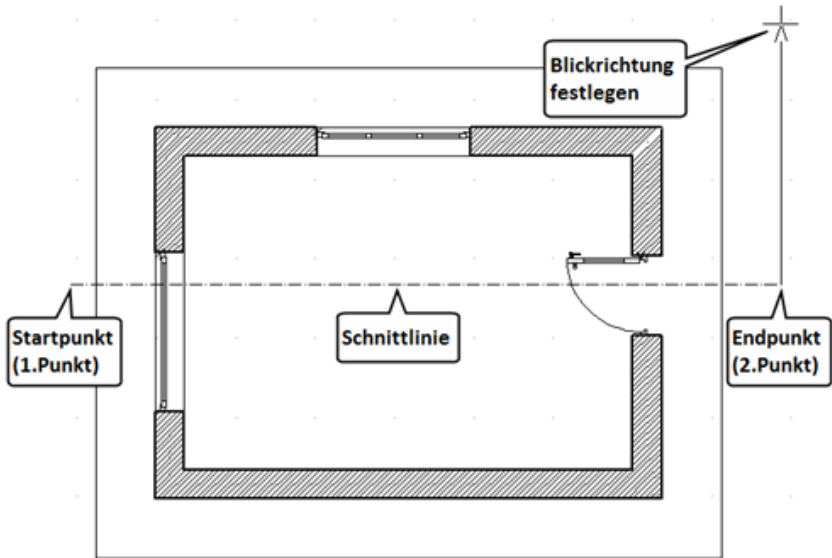 Blickrichtung
festlegen
Startpunkt
(1.Punkt)
Schnittlinie
Endpunkt
(2.Punkt)